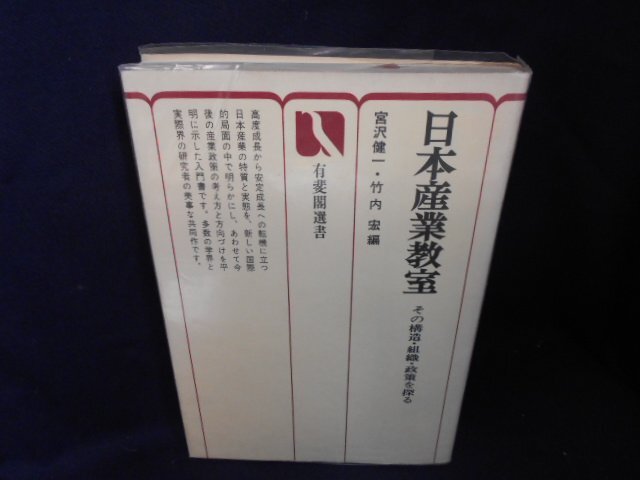 日本産業教室
その構造・組織・政策を探る
宮沢健一・竹内 宏編
有斐閣選書
高度成長から安定成長への転機に立つ
日本産業の特質と実態を、新しい国際
的局面の中で明らかにし、あわせて今
後の産業政策の考え方と方向づけを平
明に示した入門書です。多数の学界と
実際界の研究者の美事な共同作です。